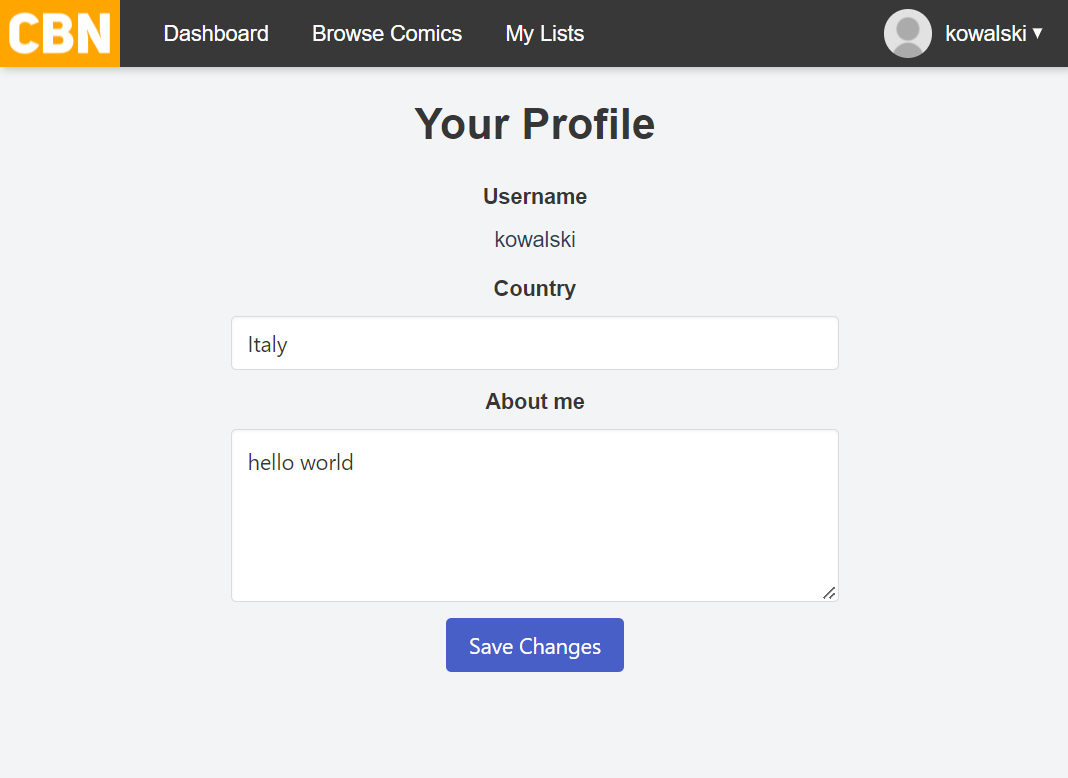 CBN Dashboard Browse Comics My Lists kowalski ▾
Your Profile
Username
kowalski
Country
Italy
About me
hello world
Save Changes